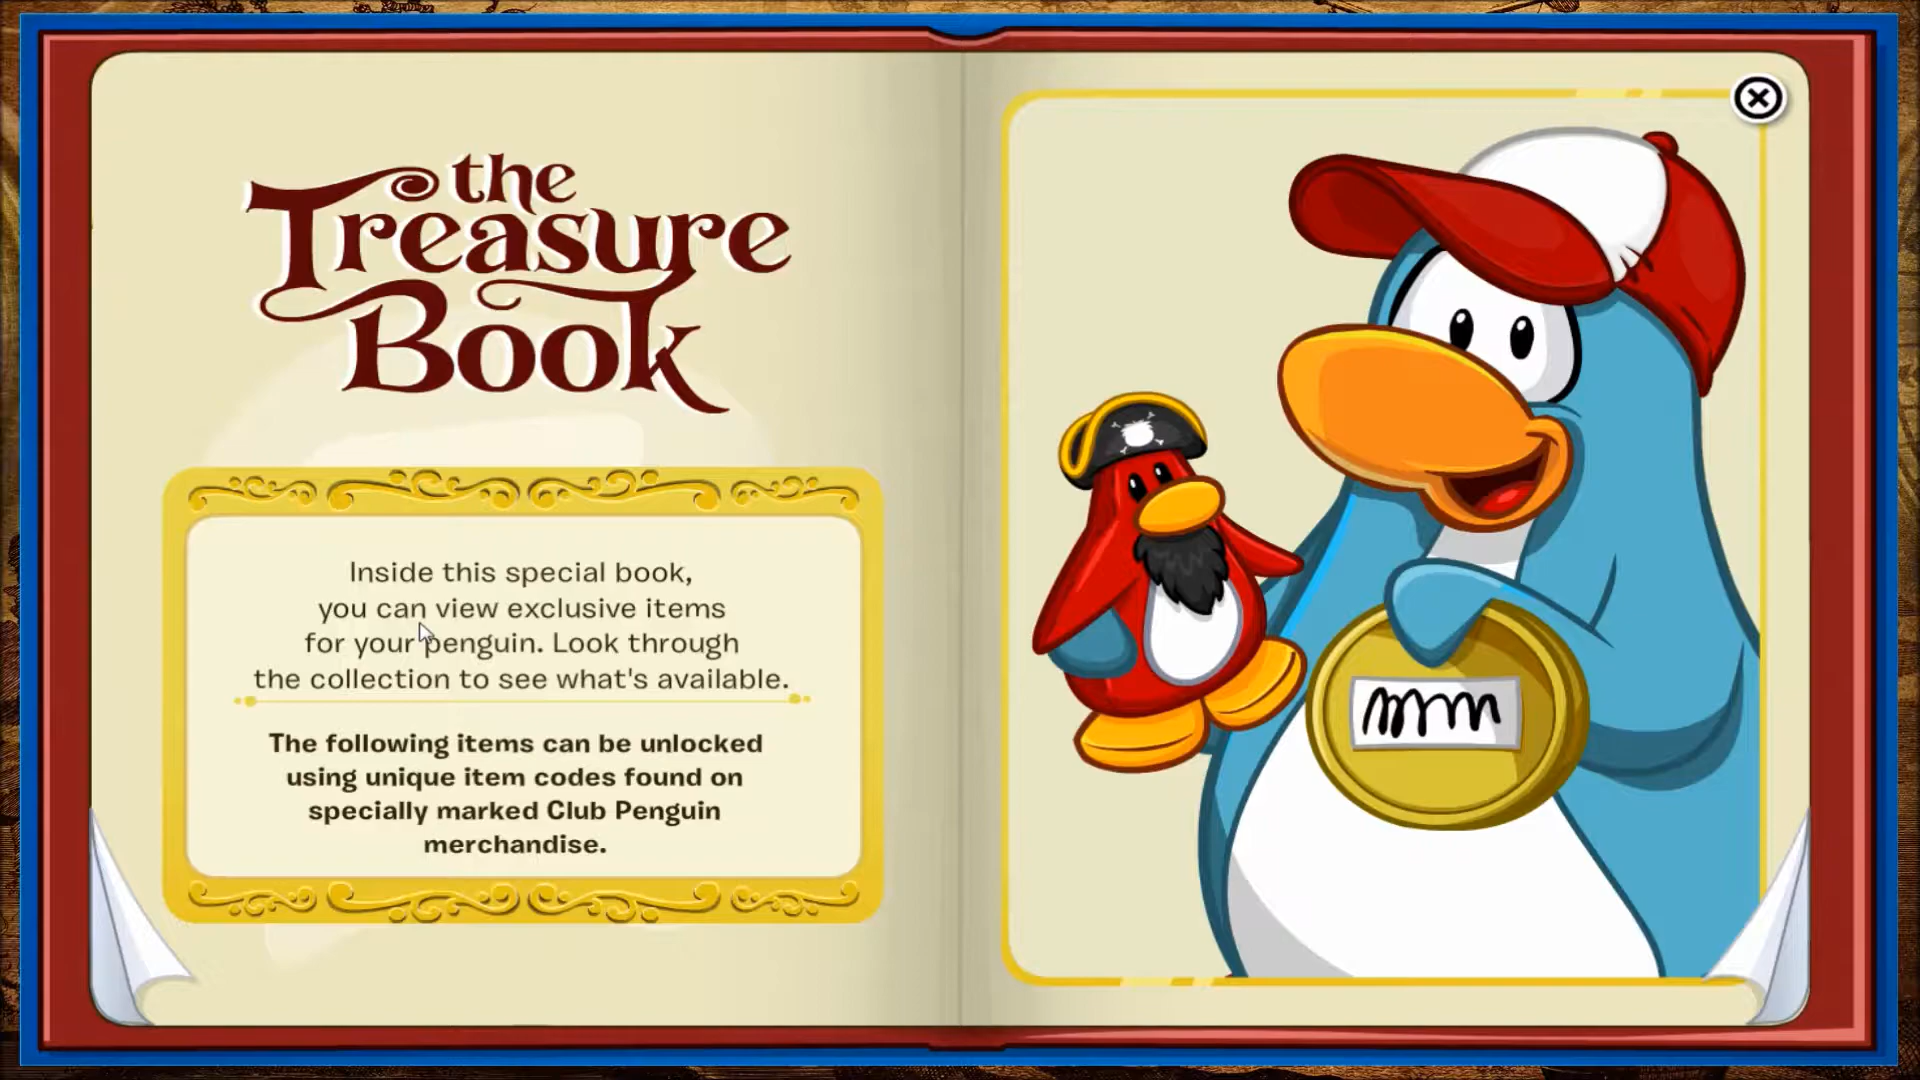 the
Treasure
Book
Inside this special book,
you can view exclusive items
for your penguin. Look through
the collection to see what's available.
The following items can be unlocked
using unique item codes found on
specially marked Club Penguin
merchandise.